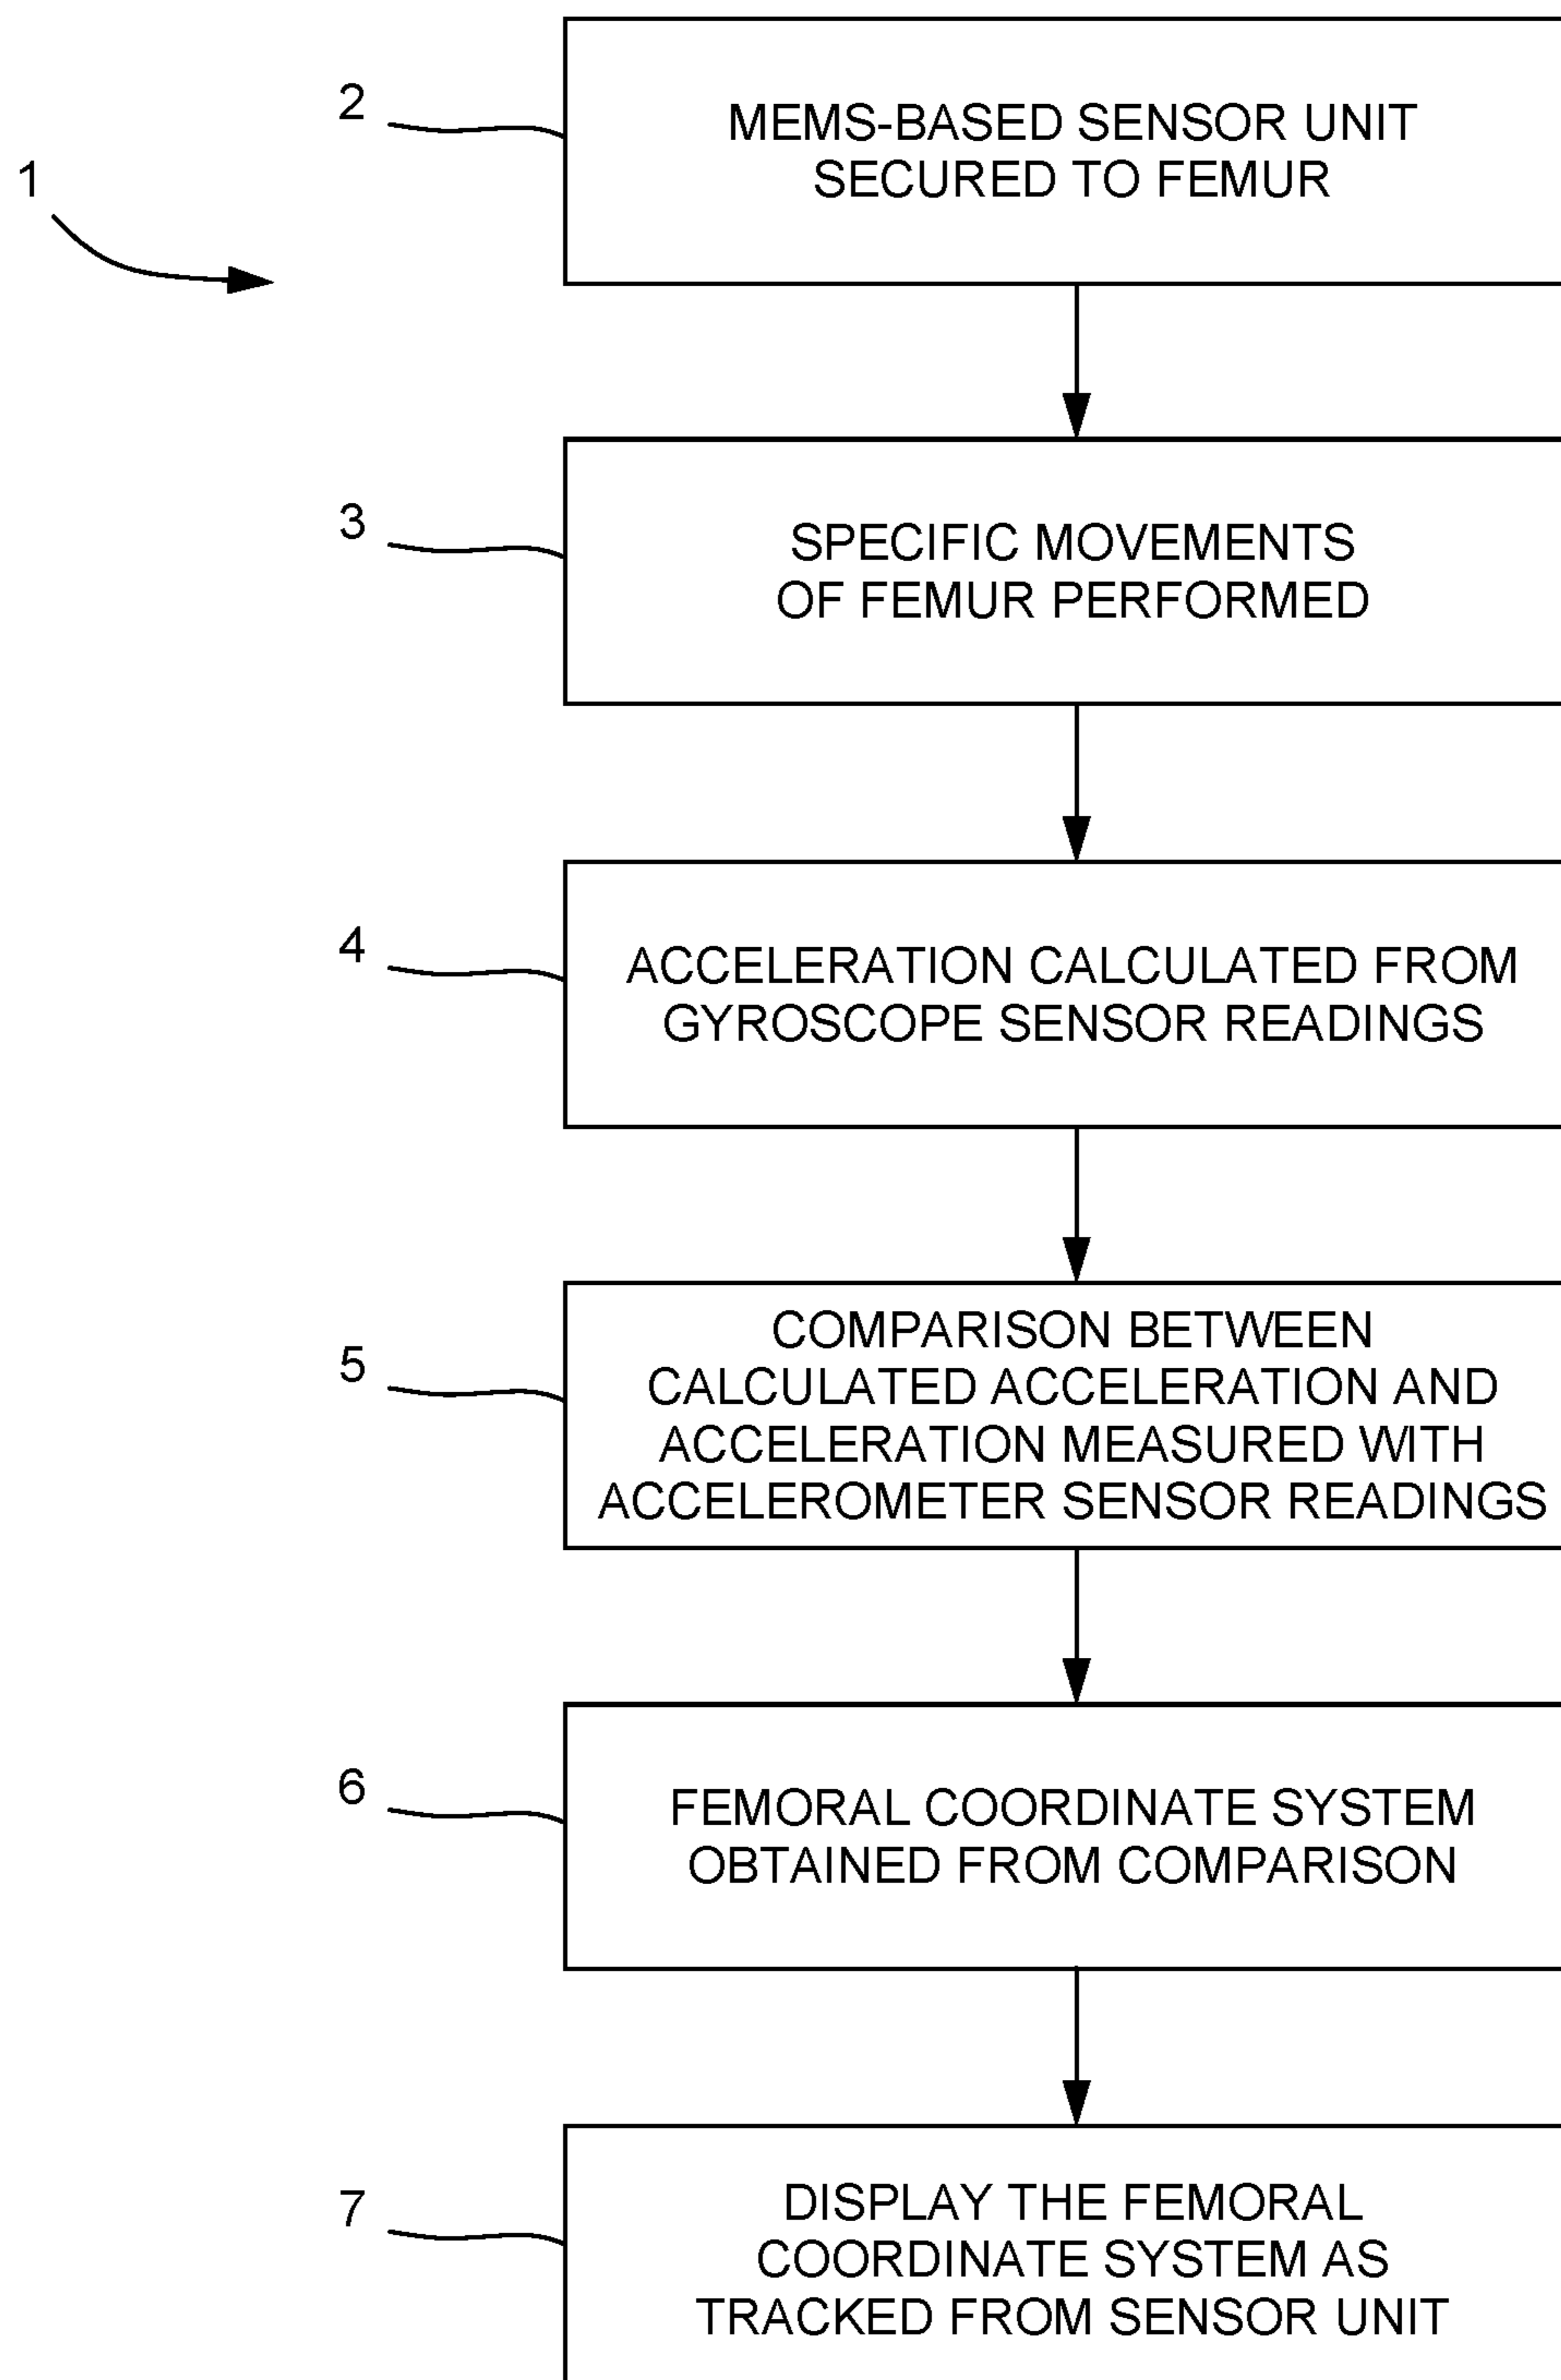 1
2
MEMS-BASED SENSOR UNIT
SECURED TO FEMUR
3
SPECIFIC MOVEMENTS
OF FEMUR PERFORMED
4
ACCELERATION CALCULATED FROM
GYROSCOPE SENSOR READINGS
5
COMPARISON BETWEEN
CALCULATED ACCELERATION AND
ACCELERATION MEASURED WITH
ACCELEROMETER SENSOR READINGS
6
FEMORAL COORDINATE SYSTEM
OBTAINED FROM COMPARISON
7
DISPLAY THE FEMORAL
COORDINATE SYSTEM AS
TRACKED FROM SENSOR UNIT